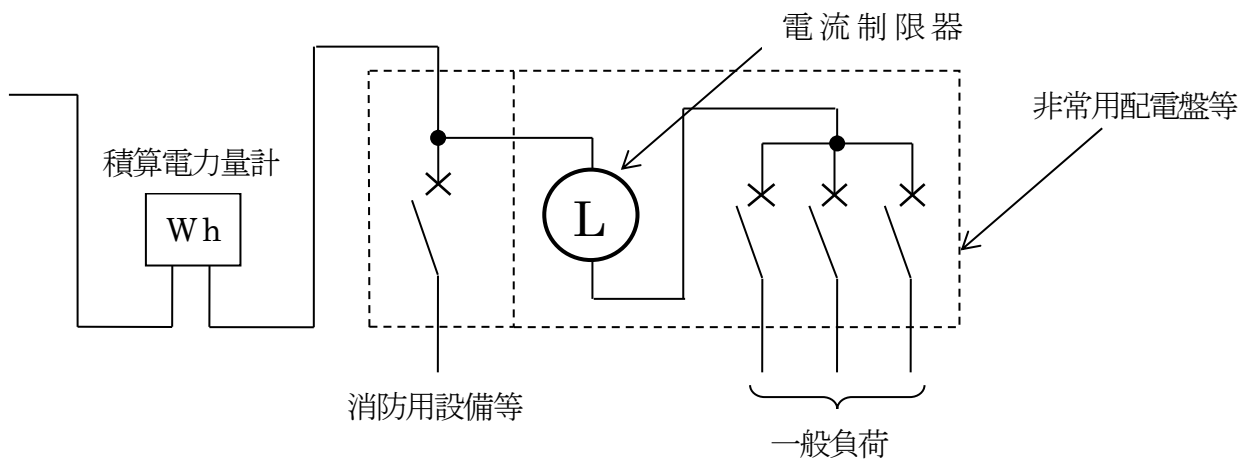 電流制限器
非常用配電盤等
積算電力量計
Wh
L
消防用設備等
一般負荷